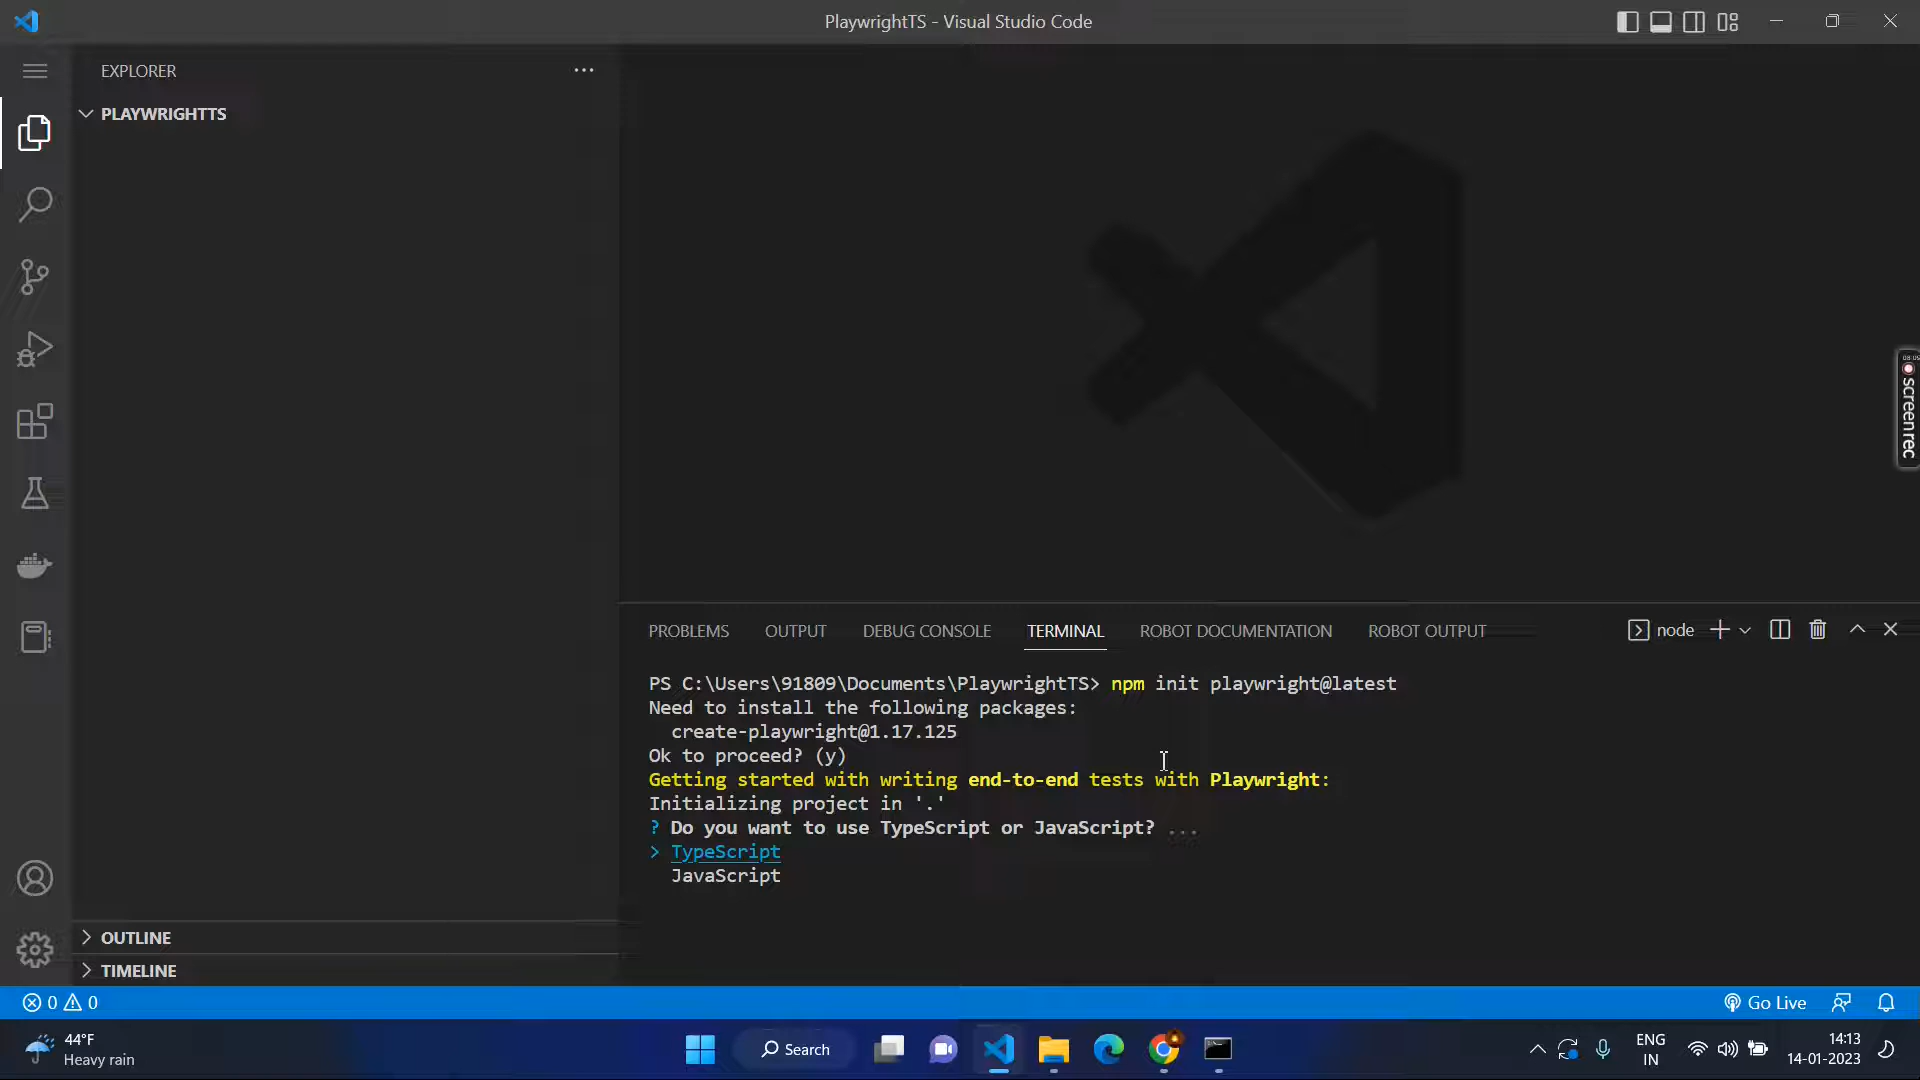 PlaywrightTS - Visual Studio Code
EXPLORER
PLAYWRIGHTTS
OUTLINE
TIMELINE
PROBLEMS OUTPUT DEBUG CONSOLE TERMINAL ROBOT DOCUMENTATION ROBOT OUTPUT
node
PS C:\Users\91809\Documents\PlaywrightTS> npm init playwright@latest
Need to install the following packages:
create-playwright@1.17.125
Ok to proceed? (y)
Getting started with writing end-to-end tests with Playwright:
Initializing project in '.'
? Do you want to use TypeScript or JavaScript? ...
> TypeScript
JavaScript
screenrec
0 0
Go Live
44°F
Heavy rain
Search
ENG
IN
14:13
14-01-2023